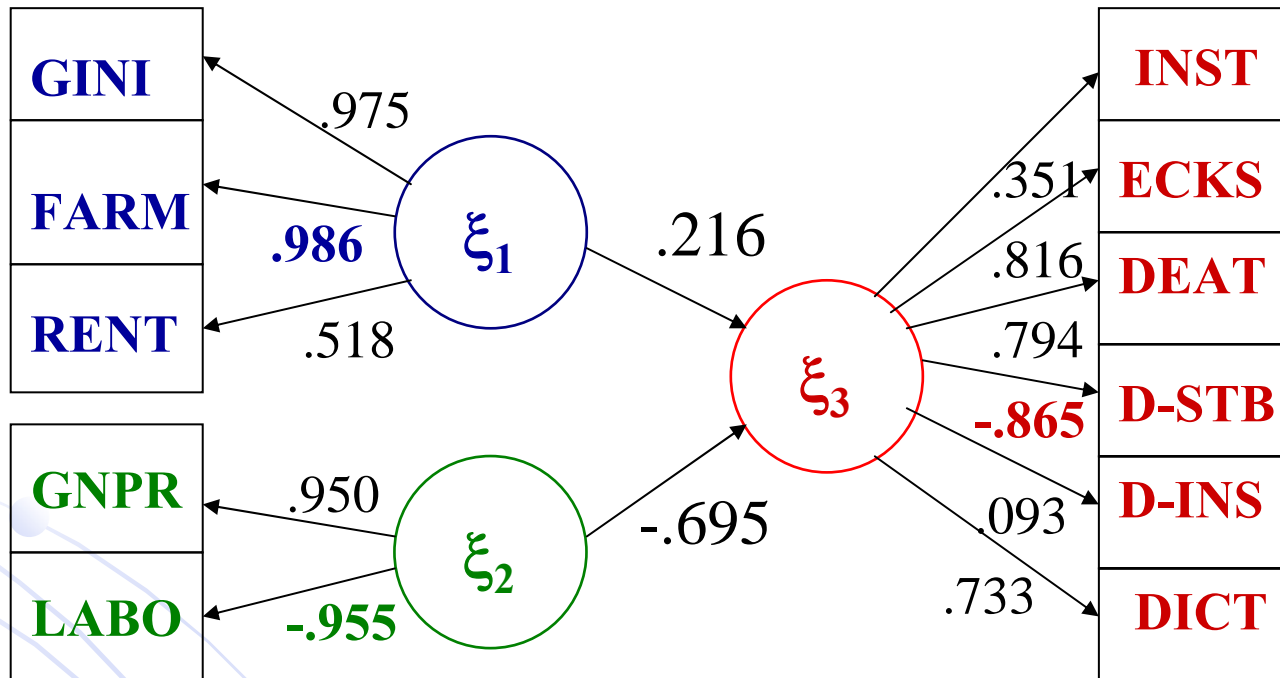 GINI
FARM
RENT
.975
.986
.518
ξ1
GNPR
LABO
.950
-.955
ξ2
.216
-.695
ξ3
.351
.816
.794
-.865
.093
.733
INST
ECKS
DEAT
D-STB
D-INS
DICT